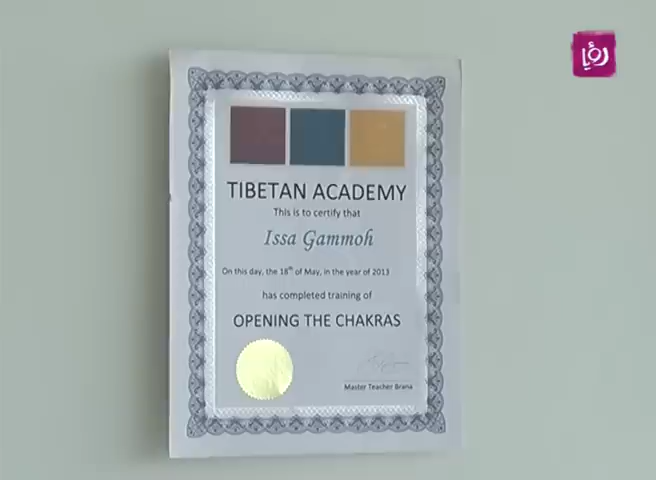 رؤيا
TIBETAN ACADEMY
This is to certify that
Issa Gammoh
On this day, the 18th of May, in the year of 2013
has completed training of
OPENING THE CHAKRAS
Master Teacher Brana